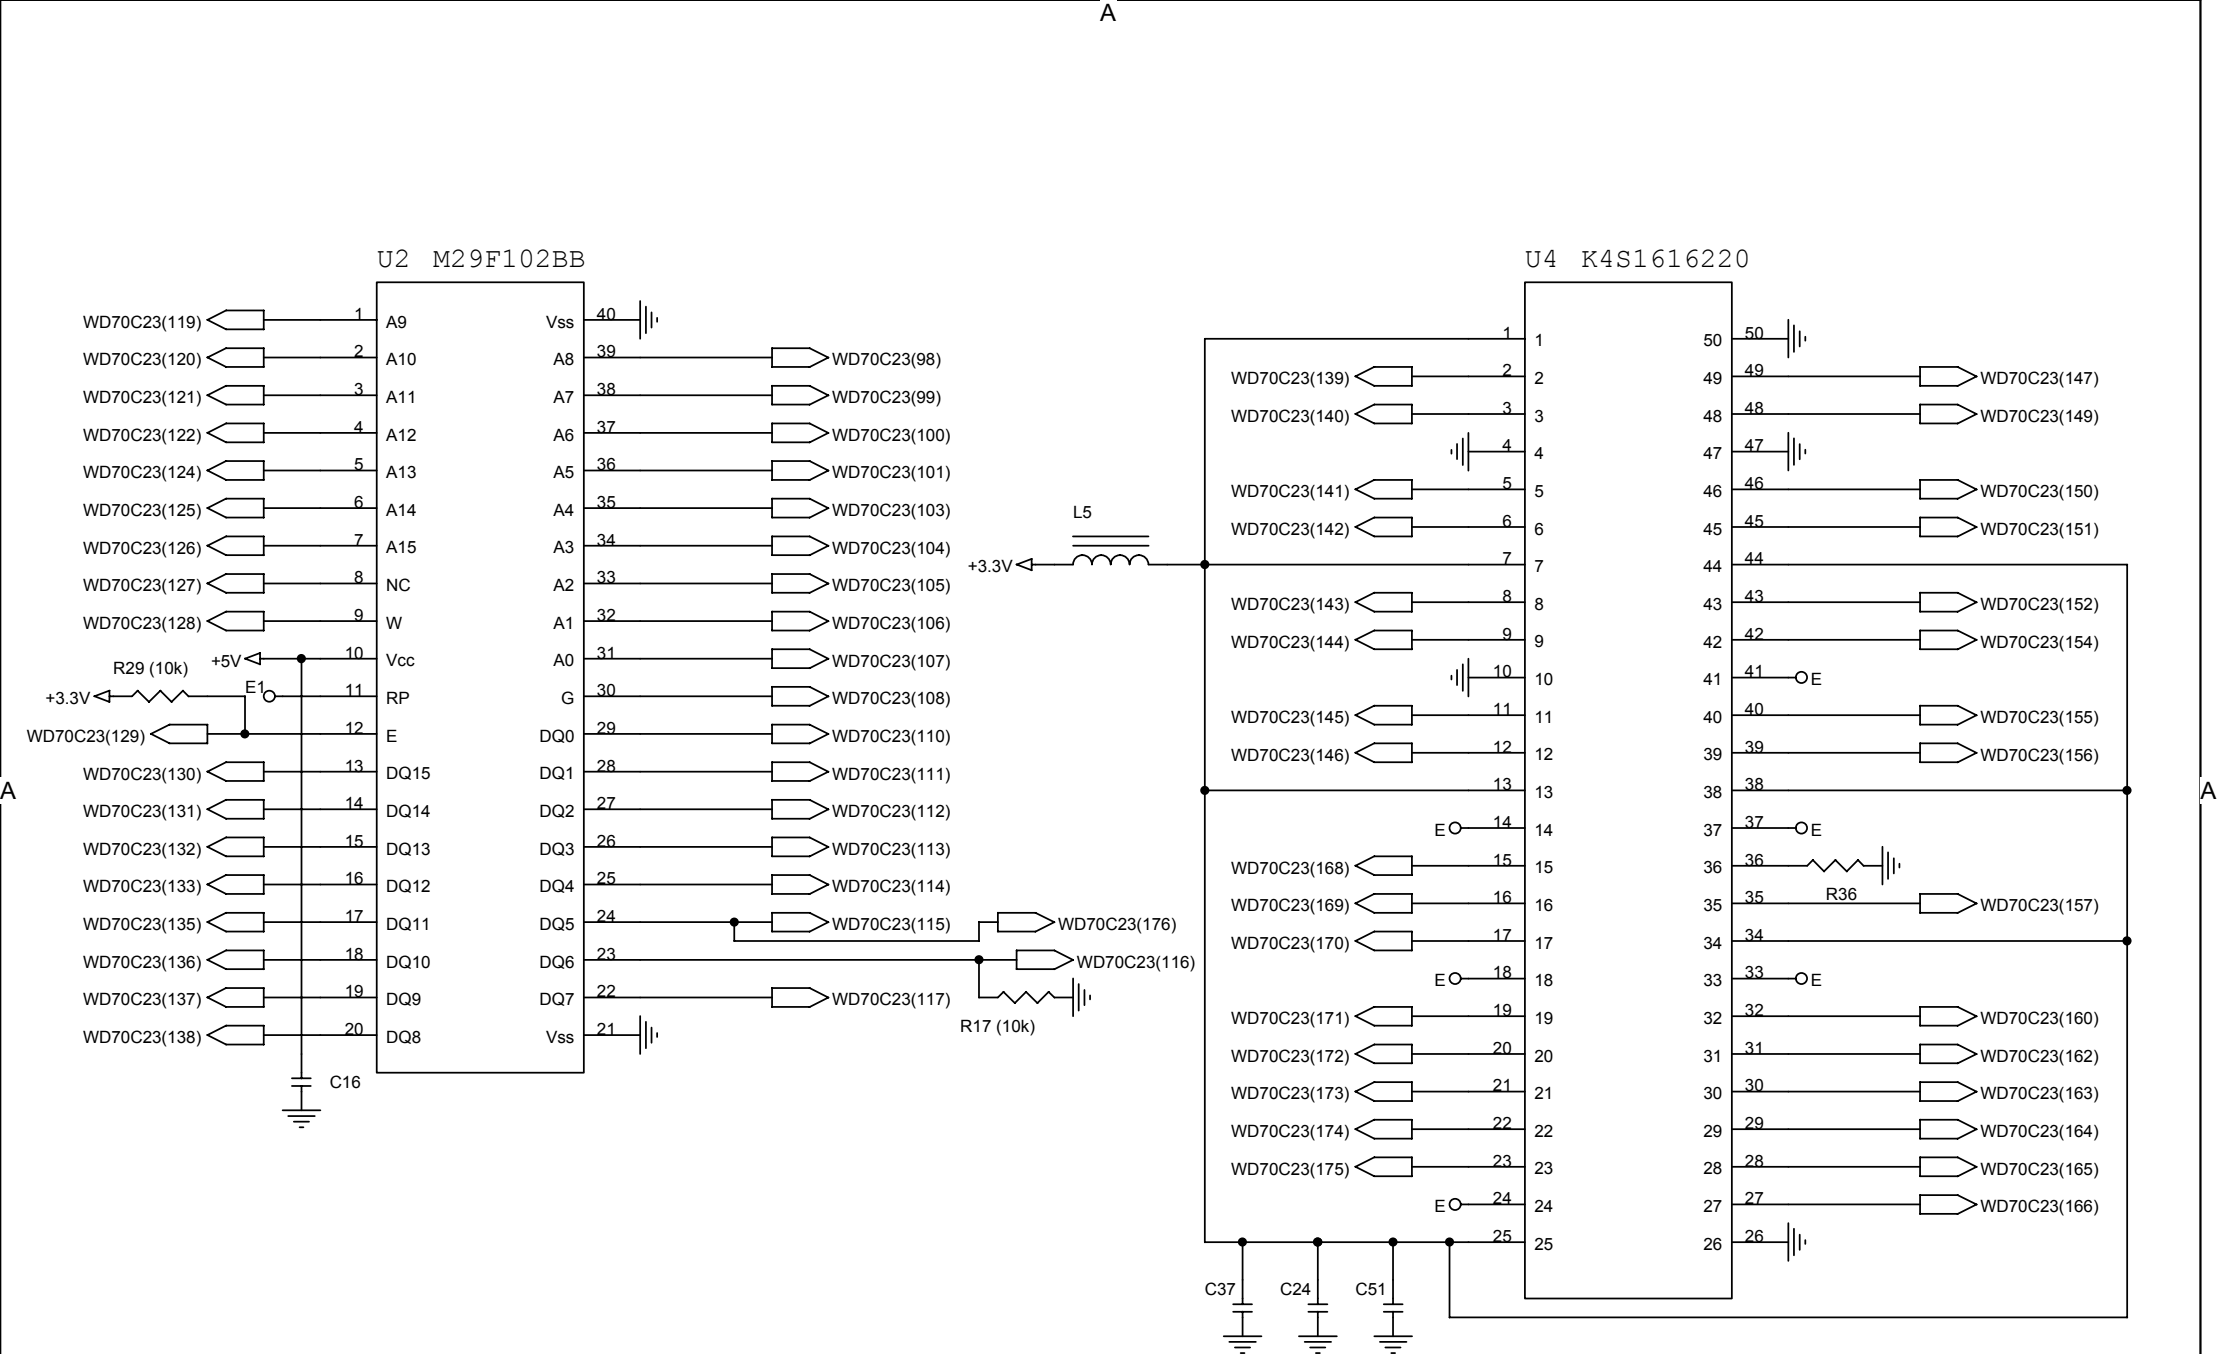 A
U2 M29F102BB
U4 K4S1616220
WD70C23(119) 1 A9 Vss 40
WD70C23(120) 2 A10 A8 39 WD70C23(98)
WD70C23(121) 3 A11 A7 38 WD70C23(99)
WD70C23(122) 4 A12 A6 37 WD70C23(100)
WD70C23(124) 5 A13 A5 36 WD70C23(101)
WD70C23(125) 6 A14 A4 35 WD70C23(103)
WD70C23(126) 7 A15 A3 34 WD70C23(104)
WD70C23(127) 8 NC A2 33 WD70C23(105)
WD70C23(128) 9 W A1 32 WD70C23(106)
+5V 10 Vcc A0 31 WD70C23(107)
R29 (10k)
+3.3V E1 11 RP G 30 WD70C23(108)
WD70C23(129) 12 E DQ0 29 WD70C23(110)
WD70C23(130) 13 DQ15 DQ1 28 WD70C23(111)
WD70C23(131) 14 DQ14 DQ2 27 WD70C23(112)
WD70C23(132) 15 DQ13 DQ3 26 WD70C23(113)
WD70C23(133) 16 DQ12 DQ4 25 WD70C23(114)
WD70C23(135) 17 DQ11 DQ5 24 WD70C23(115) WD70C23(176)
WD70C23(136) 18 DQ10 DQ6 23 WD70C23(116)
WD70C23(137) 19 DQ9 DQ7 22 WD70C23(117)
R17 (10k)
WD70C23(138) 20 DQ8 Vss 21
C16
1 1 50 50
WD70C23(139) 2 2 49 49 WD70C23(147)
WD70C23(140) 3 3 48 48 WD70C23(149)
4 4 47 47
WD70C23(141) 5 5 46 46 WD70C23(150)
L5
WD70C23(142) 6 6 45 45 WD70C23(151)
+3.3V 7 7 44 44
WD70C23(143) 8 8 43 43 WD70C23(152)
WD70C23(144) 9 9 42 42 WD70C23(154)
10 10 41 41 E
WD70C23(145) 11 11 40 40 WD70C23(155)
WD70C23(146) 12 12 39 39 WD70C23(156)
13 13 38 38
E 14 14 37 37 E
WD70C23(168) 15 15 36 36
R36
WD70C23(169) 16 16 35 35 WD70C23(157)
WD70C23(170) 17 17 34 34
E 18 18 33 33 E
WD70C23(171) 19 19 32 32 WD70C23(160)
WD70C23(172) 20 20 31 31 WD70C23(162)
WD70C23(173) 21 21 30 30 WD70C23(163)
WD70C23(174) 22 22 29 29 WD70C23(164)
WD70C23(175) 23 23 28 28 WD70C23(165)
E 24 24 27 27 WD70C23(166)
25 25 26 26
C37 C24 C51
A
A